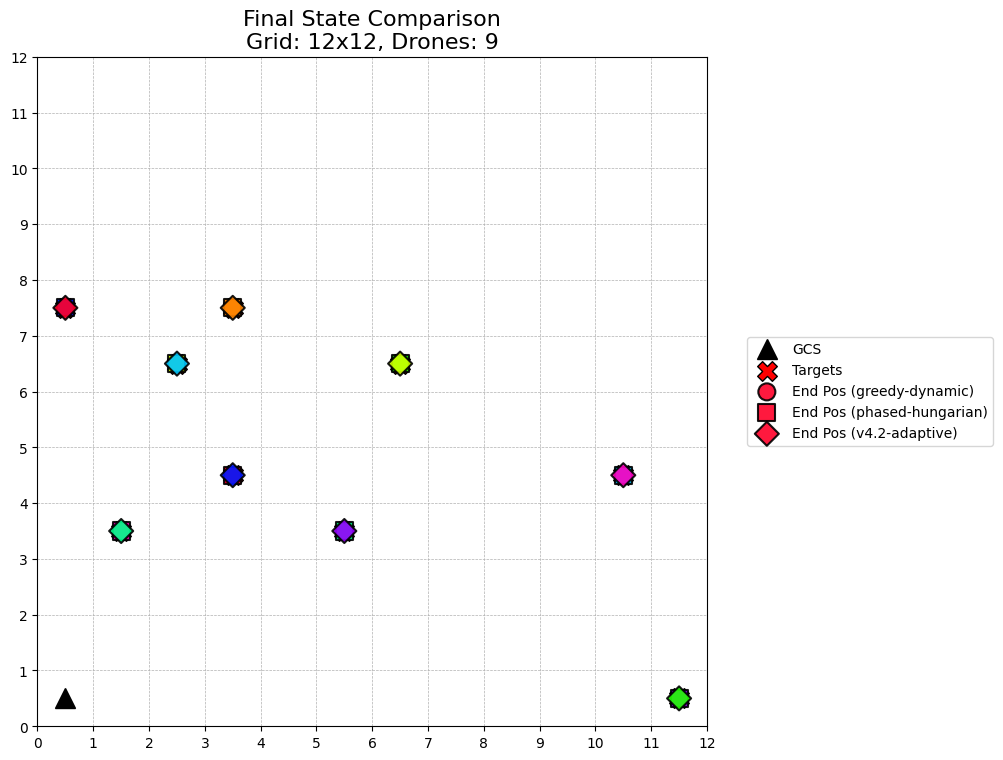 Final State Comparison
Grid: 12x12, Drones: 9
12
11
10
9
8
7
6
5
4
3
2
1
0
0 1 2 3 4 5 6 7 8 9 10 11 12
GCS
Targets
End Pos (greedy-dynamic)
End Pos (phased-hungarian)
End Pos (v4.2-adaptive)